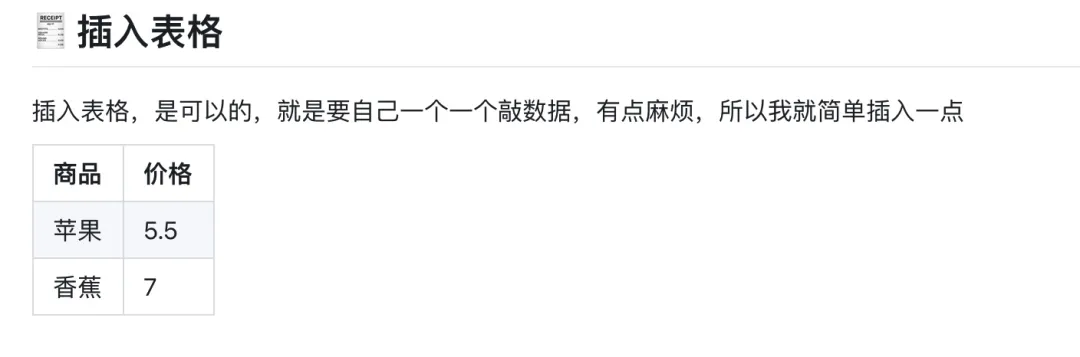 插入表格
插入表格，是可以的，就是要自己一个一个敲数据，有点麻烦，所以我就简单插入一点
商品 价格
苹果 5.5
香蕉 7